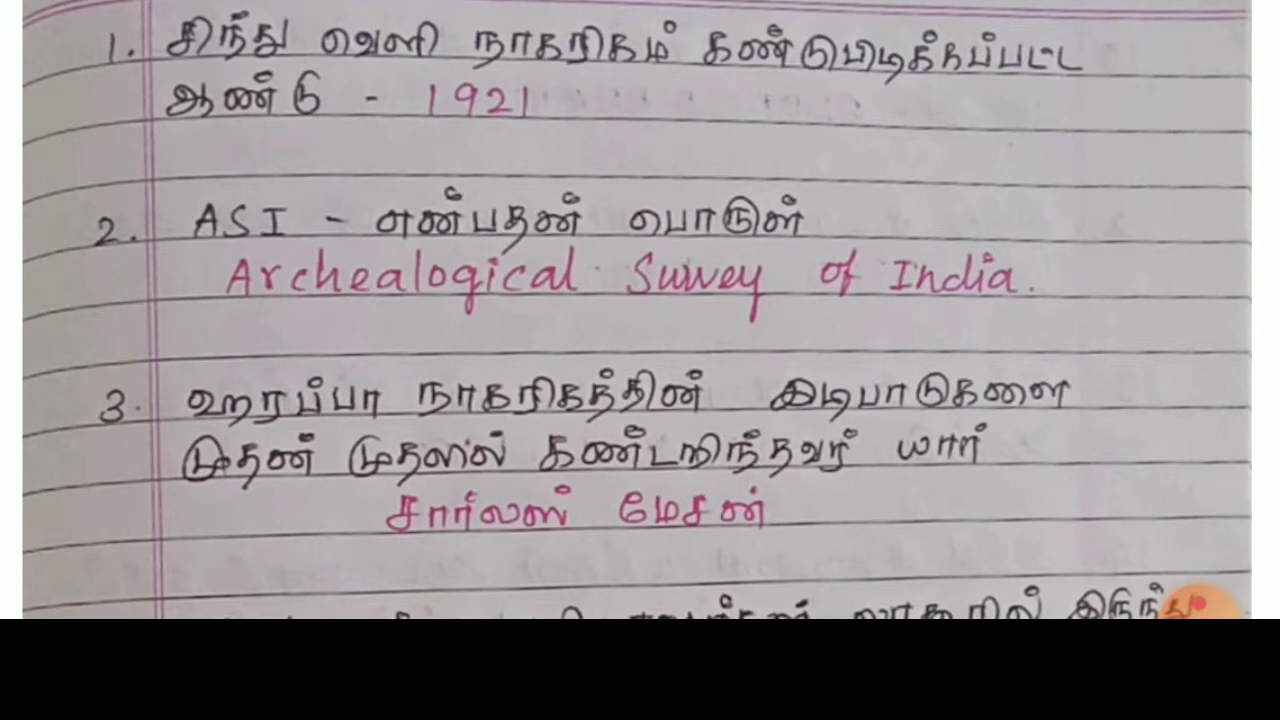 1. சிந்து வெளி நாகரிகம் கண்டுபிடிக்கப்பட்ட
ஆண்டு - 1921
2. ASI - என்பதன் பொருள்
Archealogical Survey of India.
3. ஹரப்பா நாகரிகத்தின் இடிபாடுகளை
முதன் முதலில் கண்டறிந்தவர் யார்
சார்லஸ் மேசன்
இருந்து